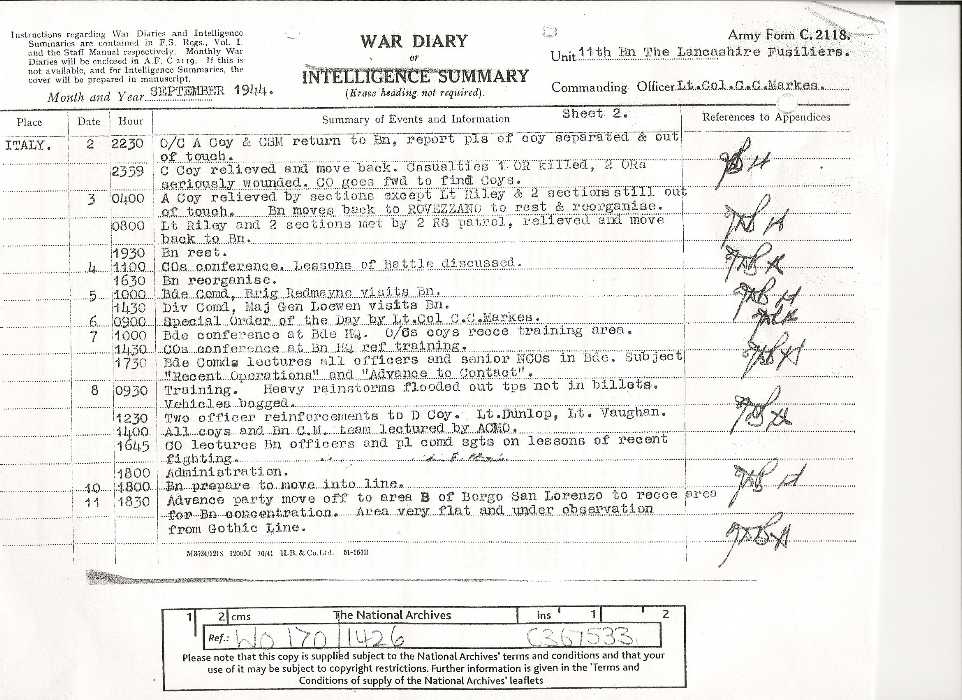 Instructions regarding War Diaries and Intelligence
Summaries are contained in F.S. Regs., Vol. I.
and the Staff Manual respectively. Monthly War
Diaries will be enclosed in A.F. C 2119. If this is
not available, and for Intelligence Summaries, the
cover will be prepared in manuscript.
Month and Year SEPTEMBER 1944.
WAR DIARY
or
INTELLIGENCE SUMMARY
(Erase heading not required).
Army Form C. 2118.
Unit 11th Bn The Lancashire Fusiliers.
Commanding Officer Lt.Col.C.C.Markes.
Sheet 2.
Place Date Hour Summary of Events and Information References to Appendices
ITALY. 2 2230 O/C A Coy & CSM return to Bn, report pls of coy separated & out
of touch.
2359 C Coy relieved and move back. Casualties 1 OR killed, 2 ORs
seriously wounded. CO goes fwd to find Coys.
3 0400 A Coy relieved by sections except Lt Riley & 2 sections still out
of touch. Bn moves back to ROVEZZANO to rest & reorganise.
0800 Lt Riley and 2 sections met by 2 RS patrol, relieved and move
back to Bn.
1930 Bn rest.
4 1100 COs conference. Lessons of Battle discussed.
1630 Bn reorganise.
5 1000 Bde Comd, Brig Redmayne visits Bn.
1430 Div Comd, Maj Gen Loewen visits Bn.
6 0900 Special Order of the Day by Lt.Col C.C.Markes.
7 1000 Bde conference at Bde HQ. O/Cs coys recce training area.
1430 COs conference at Bn HQ ref training.
1730 Bde Comds lectures all officers and senior NCOs in Bde. Subject
"Recent Operations" and "Advance to Contact".
8 0930 Training. Heavy rainstorms flooded out tps not in billets.
Vehicles bogged.
1230 Two officer reinforcements to D Coy. Lt.Dunlop, Lt. Vaughan.
1400 All coys and Bn C.M. team lectured by ACMO.
1645 CO lectures Bn officers and pl comd sgts on lessons of recent
fighting.
1800 Administration.
10 1800 Bn prepare to move into line.
11 1830 Advance party move off to area B of Borgo San Lorenzo to recce area
for Bn concentration. Area very flat and under observation
from Gothic Line.
1 2 cms The National Archives ins 1 2
Ref.: WO 170 / 1426 C367533
Please note that this copy is supplied subject to the National Archives' terms and conditions and that your
use of it may be subject to copyright restrictions. Further information is given in the 'Terms and
Conditions of supply of the National Archives' leaflets